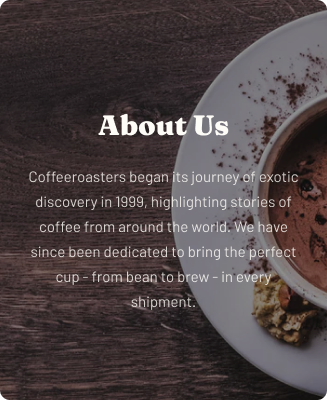 About Us
Coffeeroasters began its journey of exotic
discovery in 1999, highlighting stories of
coffee from around the world. We have
since been dedicated to bring the perfect
cup - from bean to brew - in every
shipment.